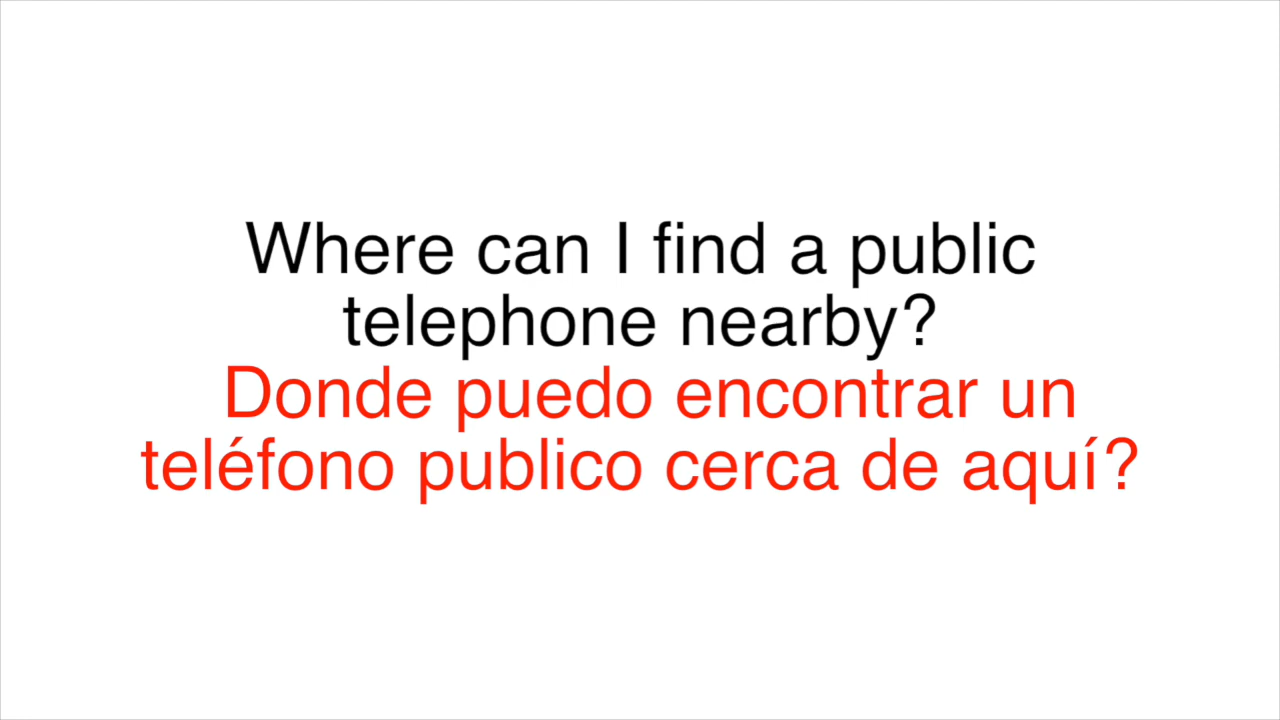 Where can I find a public
telephone nearby?
Donde puedo encontrar un
teléfono publico cerca de aquí?